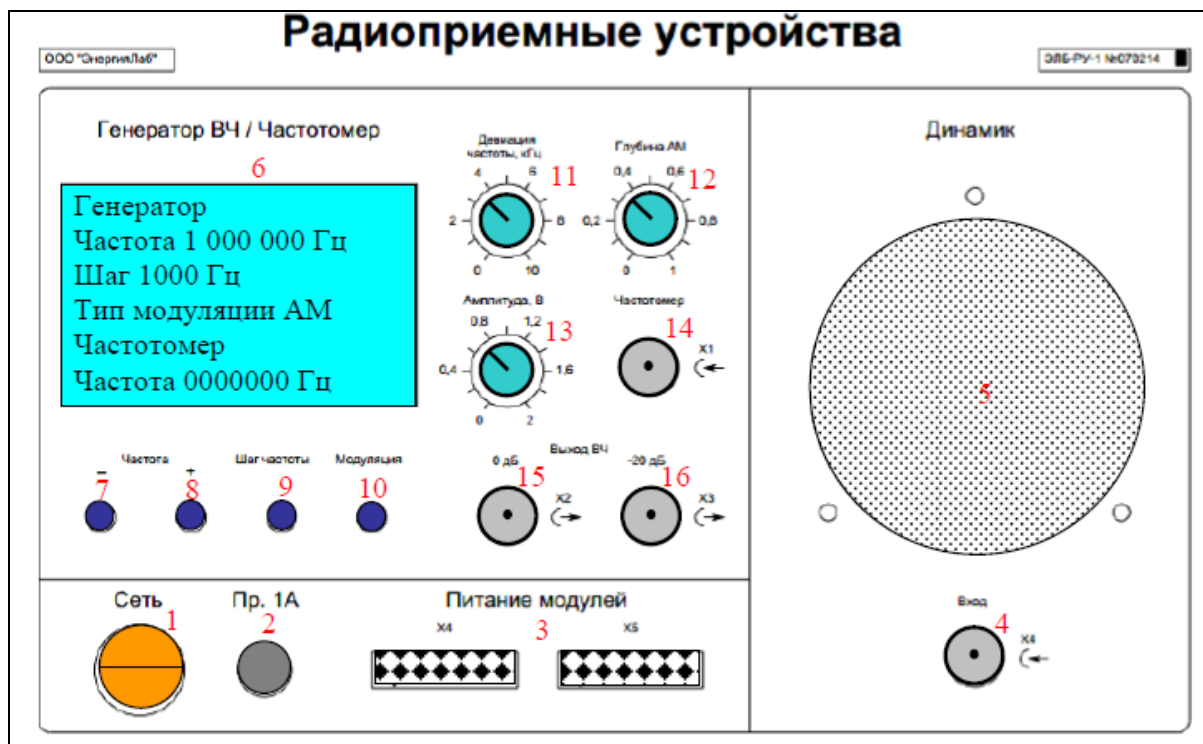 Радиоприемные устройства
ООО "ЭнергияЛаб"
ЭЛБ-РУ-1 №070214
Генератор ВЧ / Частотомер
6
Генератор
Частота 1 000 000 Гц
Шаг 1000 Гц
Тип модуляции АМ
Частотомер
Частота 0000000 Гц
Девиация
частоты, кГц
11
4
6
2
8
0
10
Глубина АМ
12
0,4
0,6
0,2
0,8
0
1
Амплитуда, В
13
0,8
1,2
0,4
1,6
0
2
Частотомер
14
X1
Частота
–
+
Шаг частоты
Модуляция
7
8
9
10
Выход ВЧ
0 дБ
-20 дБ
15
16
X2
X3
Динамик
5
Сеть
1
Пр. 1А
2
Питание модулей
X4
3
X5
Вход
4
X4